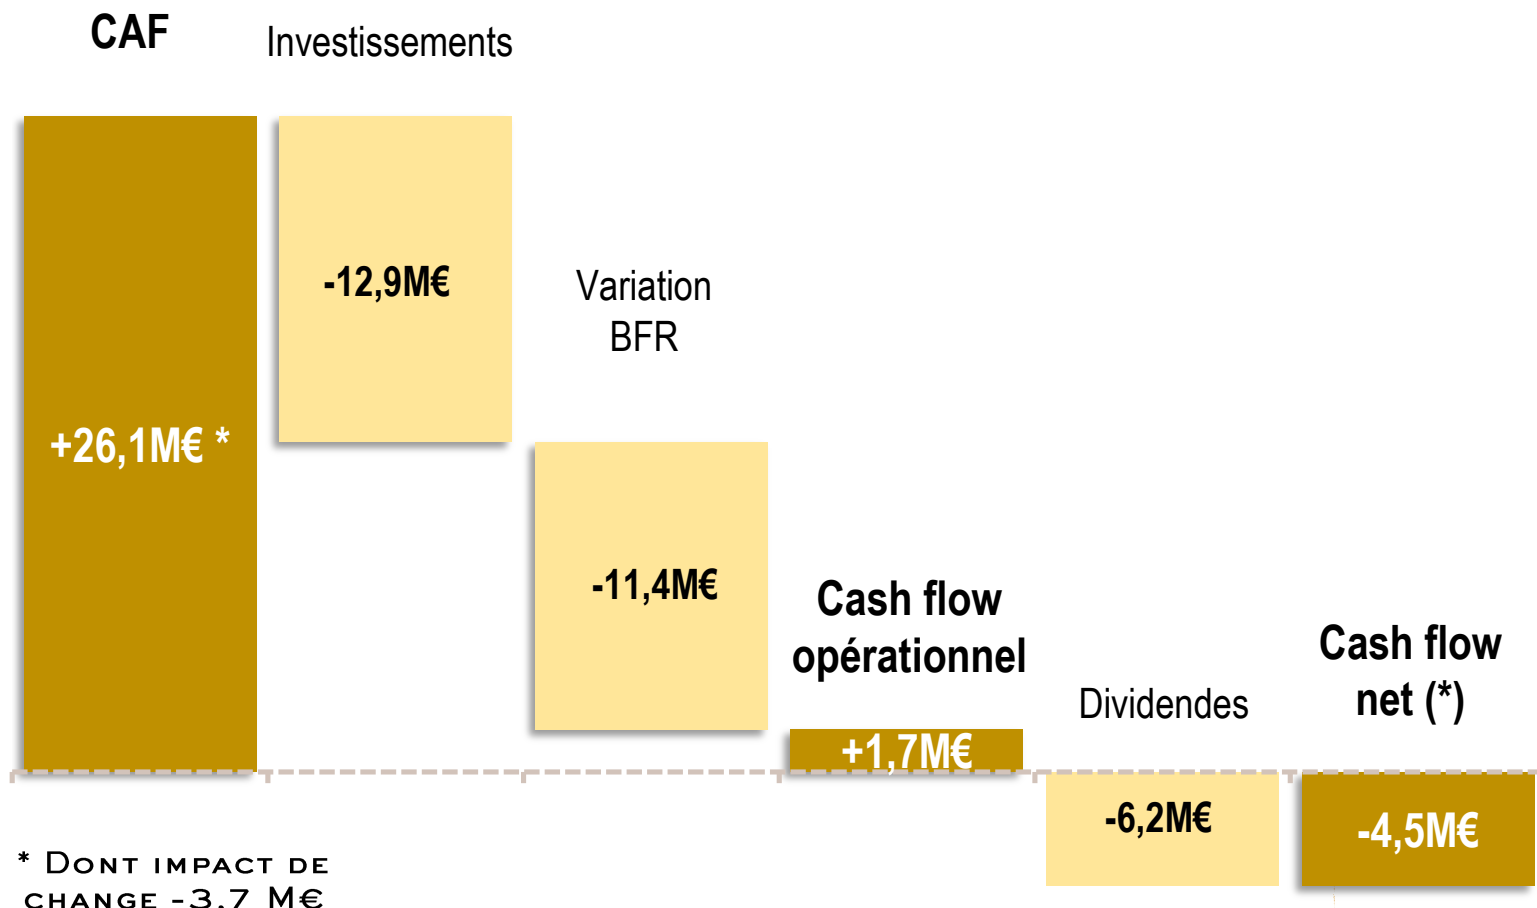 CAF
Investissements
-12,9M€
Variation
BFR
+26,1M€ *
-11,4M€
Cash flow
opérationnel
+1,7M€
Dividendes
-6,2M€
Cash flow
net (*)
-4,5M€
* DONT IMPACT DE
CHANGE -3,7 M€